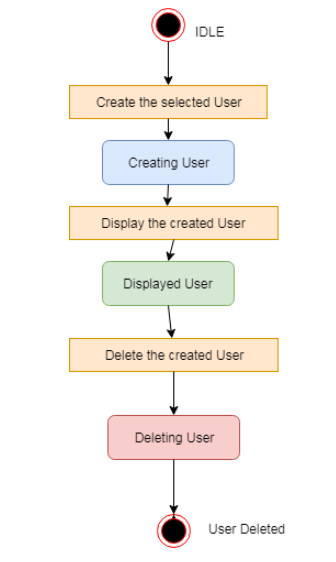 IDLE
Create the selected User
Creating User
Display the created User
Displayed User
Delete the created User
Deleting User
User Deleted